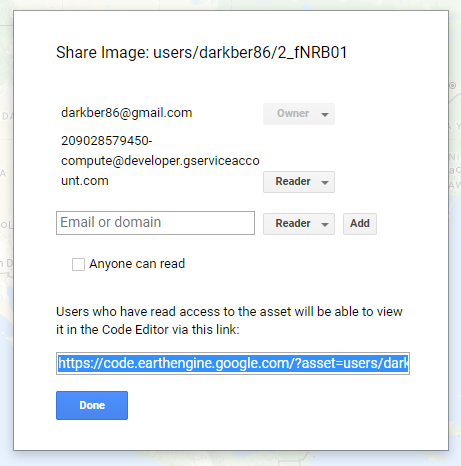 Share Image: users/darkber86/2_fNRB01
darkber86@gmail.com
Owner
209028579450-
compute@developer.gserviceacco
unt.com
Reader
Email or domain
Reader
Add
Anyone can read
Users who have read access to the asset will be able to view
it in the Code Editor via this link:
https://code.earthengine.google.com/?asset=users/dark
Done